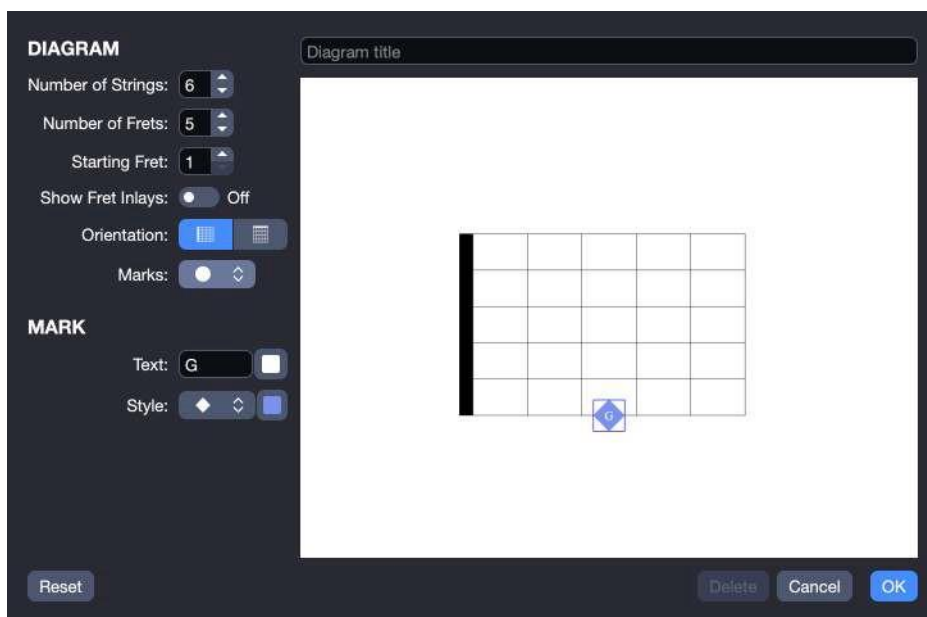 DIAGRAM
Diagram title
Number of Strings: 6
Number of Frets: 5
Starting Fret: 1
Show Fret Inlays: Off
Orientation:
Marks:
MARK
Text: G
Style:
G
Reset
Delete
Cancel
OK